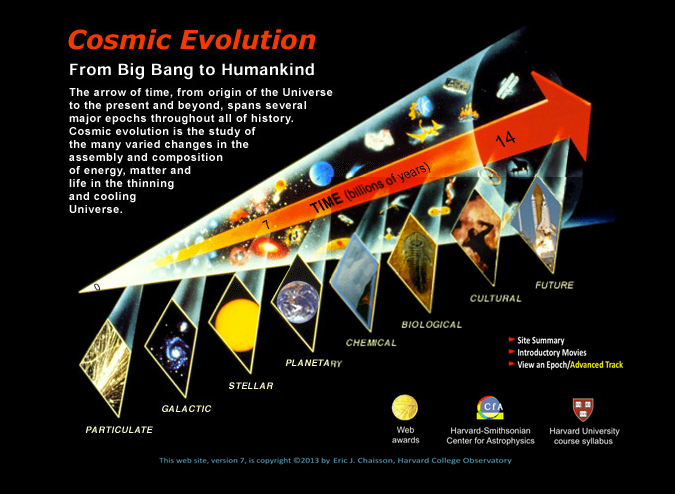 Cosmic Evolution
From Big Bang to Humankind
The arrow of time, from origin of the Universe
to the present and beyond, spans several
major epochs throughout all of history.
Cosmic evolution is the study of
the many varied changes in the
assembly and composition
of energy, matter and
life in the thinning
and cooling
Universe.
14
TIME (billions of years)
7
0
FUTURE
CULTURAL
BIOLOGICAL
CHEMICAL
PLANETARY
STELLAR
GALACTIC
PARTICULATE
Site Summary
Introductory Movies
View an Epoch/Advanced Track
CfA
Web
awards
Harvard-Smithsonian
Center for Astrophysics
Harvard University
course syllabus
This web site, version 7, is copyright ©2013 by Eric J. Chaisson, Harvard College Observatory